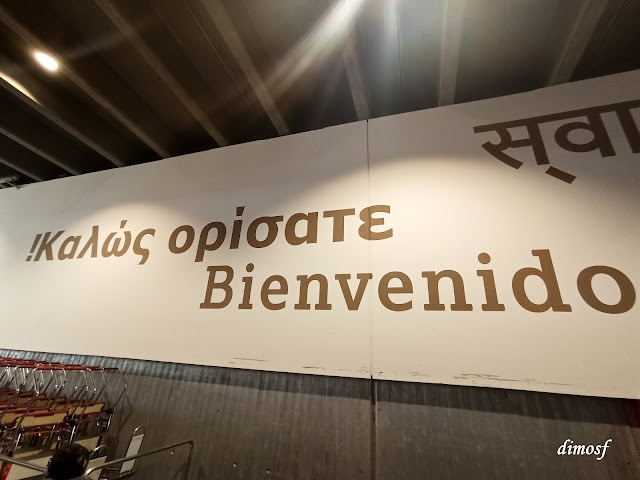 स्‌वा
!Καλώς ορίσατε
Bienvenido
dimosf